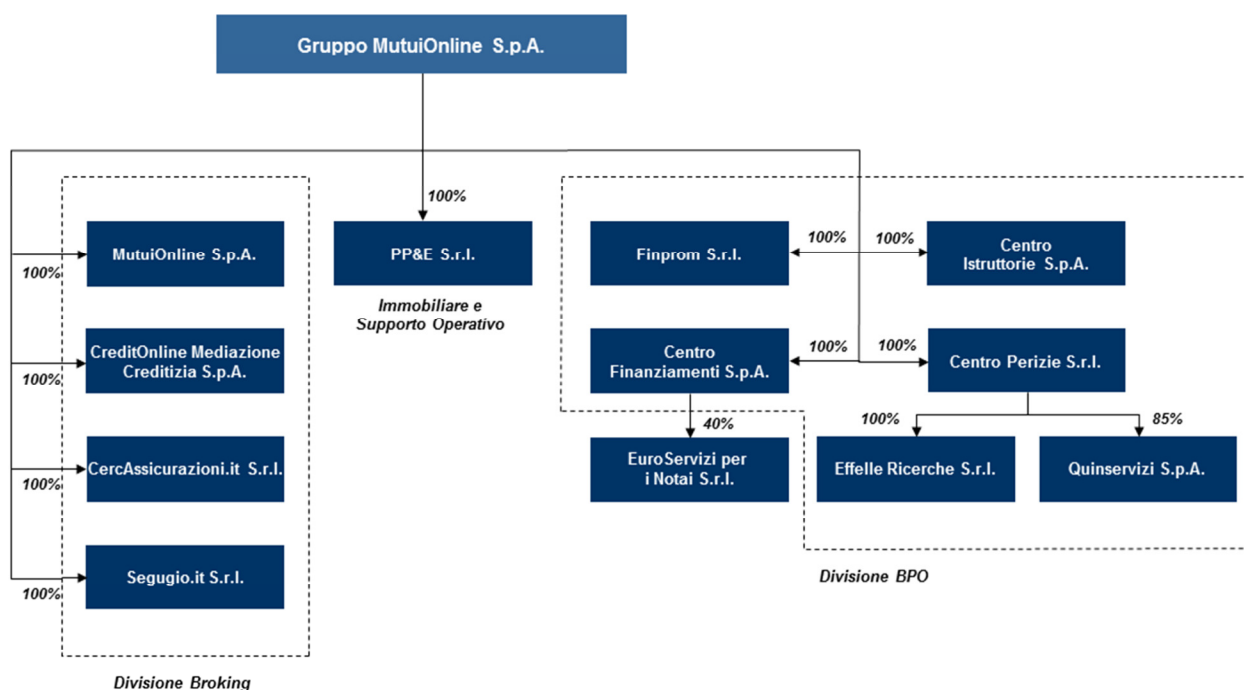 Gruppo MutuiOnline S.p.A.
100%
MutuiOnline S.p.A.
PP&E S.r.l.
Finprom S.r.l.
100%
100%
Centro
Istruttorie S.p.A.
100%
Immobiliare e
Supporto Operativo
CreditOnline Mediazione
Creditizia S.p.A.
Centro
Finanziamenti S.p.A.
100%
100%
Centro Perizie S.r.l.
100%
40%
100%
85%
CercAssicurazioni.it S.r.l.
EuroServizi per
i Notai S.r.l.
Effelle Ricerche S.r.l.
Quinservizi S.p.A.
100%
Segugio.it S.r.l.
100%
Divisione BPO
Divisione Broking